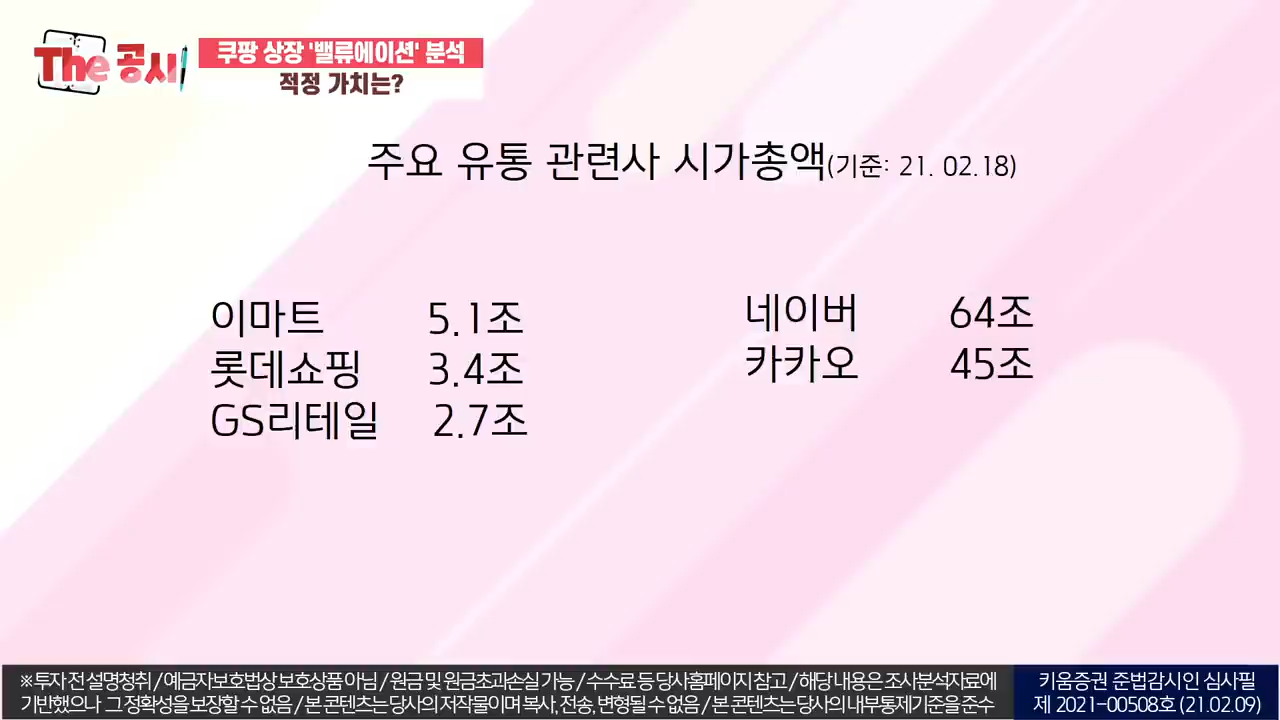 The 공시
쿠팡 상장 '밸류에이션' 분석
적정 가치는?
주요 유통 관련사 시가총액(기준: 21. 02.18)
이마트 5.1조
롯데쇼핑 3.4조
GS리테일 2.7조
네이버 64조
카카오 45조
※ 투자 전 설명청취 / 예금자보호법상 보호상품 아님 / 원금 및 원금초과손실 가능 / 수수료 등 당사홈페이지 참고 / 해당 내용은 조사분석자료에
기반했으나 그 정확성을 보장할 수 없음 / 본 콘텐츠는 당사의 저작물이며 복사, 전송, 변형될 수 없음 / 본 콘텐츠는 당사의 내부통제기준을 준수
키움증권 준법감시인 심사필
제 2021-00508호 (21.02.09)